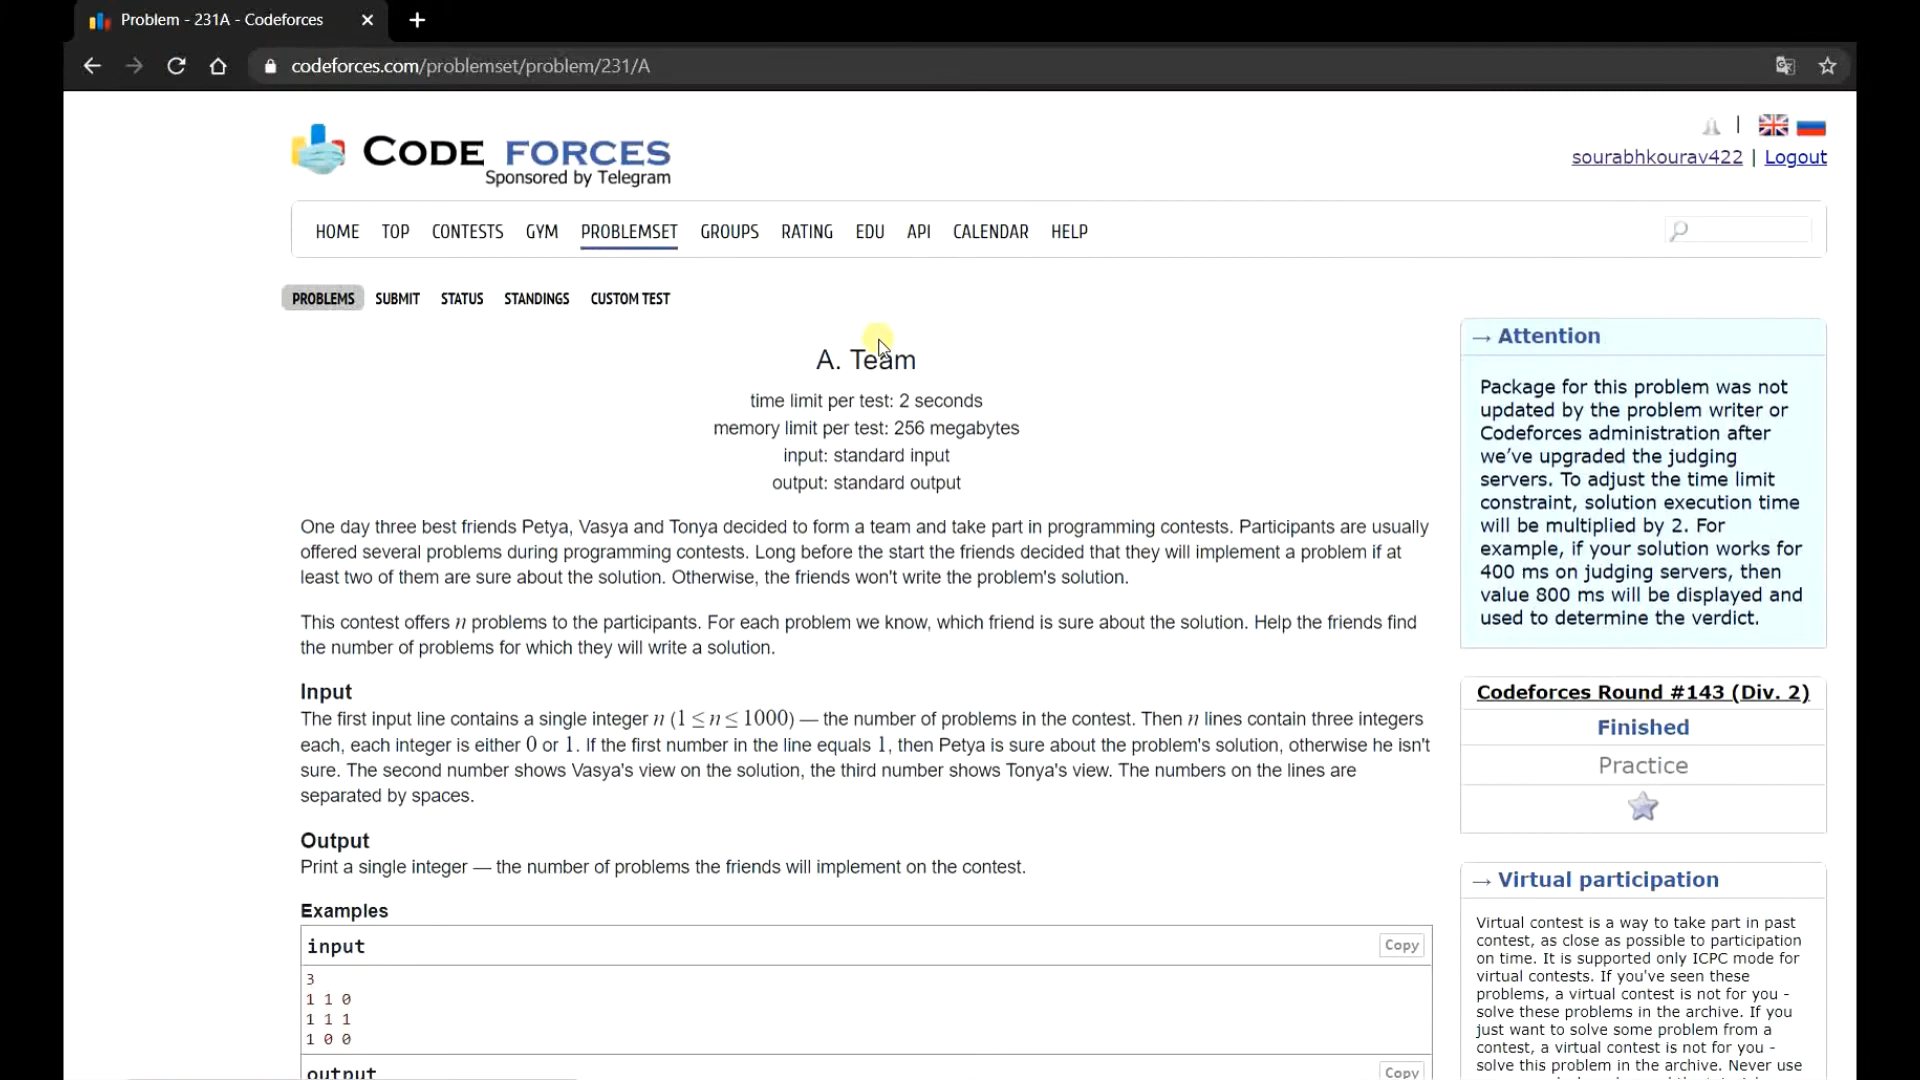 Problem - 231A - Codeforces
codeforces.com/problemset/problem/231/A
CODE FORCES
Sponsored by Telegram
sourabhkourav422 | Logout
HOME TOP CONTESTS GYM PROBLEMSET GROUPS RATING EDU API CALENDAR HELP
PROBLEMS SUBMIT STATUS STANDINGS CUSTOM TEST
A. Team
time limit per test: 2 seconds
memory limit per test: 256 megabytes
input: standard input
output: standard output
One day three best friends Petya, Vasya and Tonya decided to form a team and take part in programming contests. Participants are usually
offered several problems during programming contests. Long before the start the friends decided that they will implement a problem if at
least two of them are sure about the solution. Otherwise, the friends won't write the problem's solution.
This contest offers n problems to the participants. For each problem we know, which friend is sure about the solution. Help the friends find
the number of problems for which they will write a solution.
Input
The first input line contains a single integer n (1 ≤ n ≤ 1000) — the number of problems in the contest. Then n lines contain three integers
each, each integer is either 0 or 1. If the first number in the line equals 1, then Petya is sure about the problem's solution, otherwise he isn't
sure. The second number shows Vasya's view on the solution, the third number shows Tonya's view. The numbers on the lines are
separated by spaces.
Output
Print a single integer — the number of problems the friends will implement on the contest.
Examples
input
Copy
3
1 1 0
1 1 1
1 0 0
output
Copy
→ Attention
Package for this problem was not
updated by the problem writer or
Codeforces administration after
we've upgraded the judging
servers. To adjust the time limit
constraint, solution execution time
will be multiplied by 2. For
example, if your solution works for
400 ms on judging servers, then
value 800 ms will be displayed and
used to determine the verdict.
Codeforces Round #143 (Div. 2)
Finished
Practice
→ Virtual participation
Virtual contest is a way to take part in past
contest, as close as possible to participation
on time. It is supported only ICPC mode for
virtual contests. If you've seen these
problems, a virtual contest is not for you -
solve these problems in the archive. If you
just want to solve some problem from a
contest, a virtual contest is not for you -
solve this problem in the archive. Never use